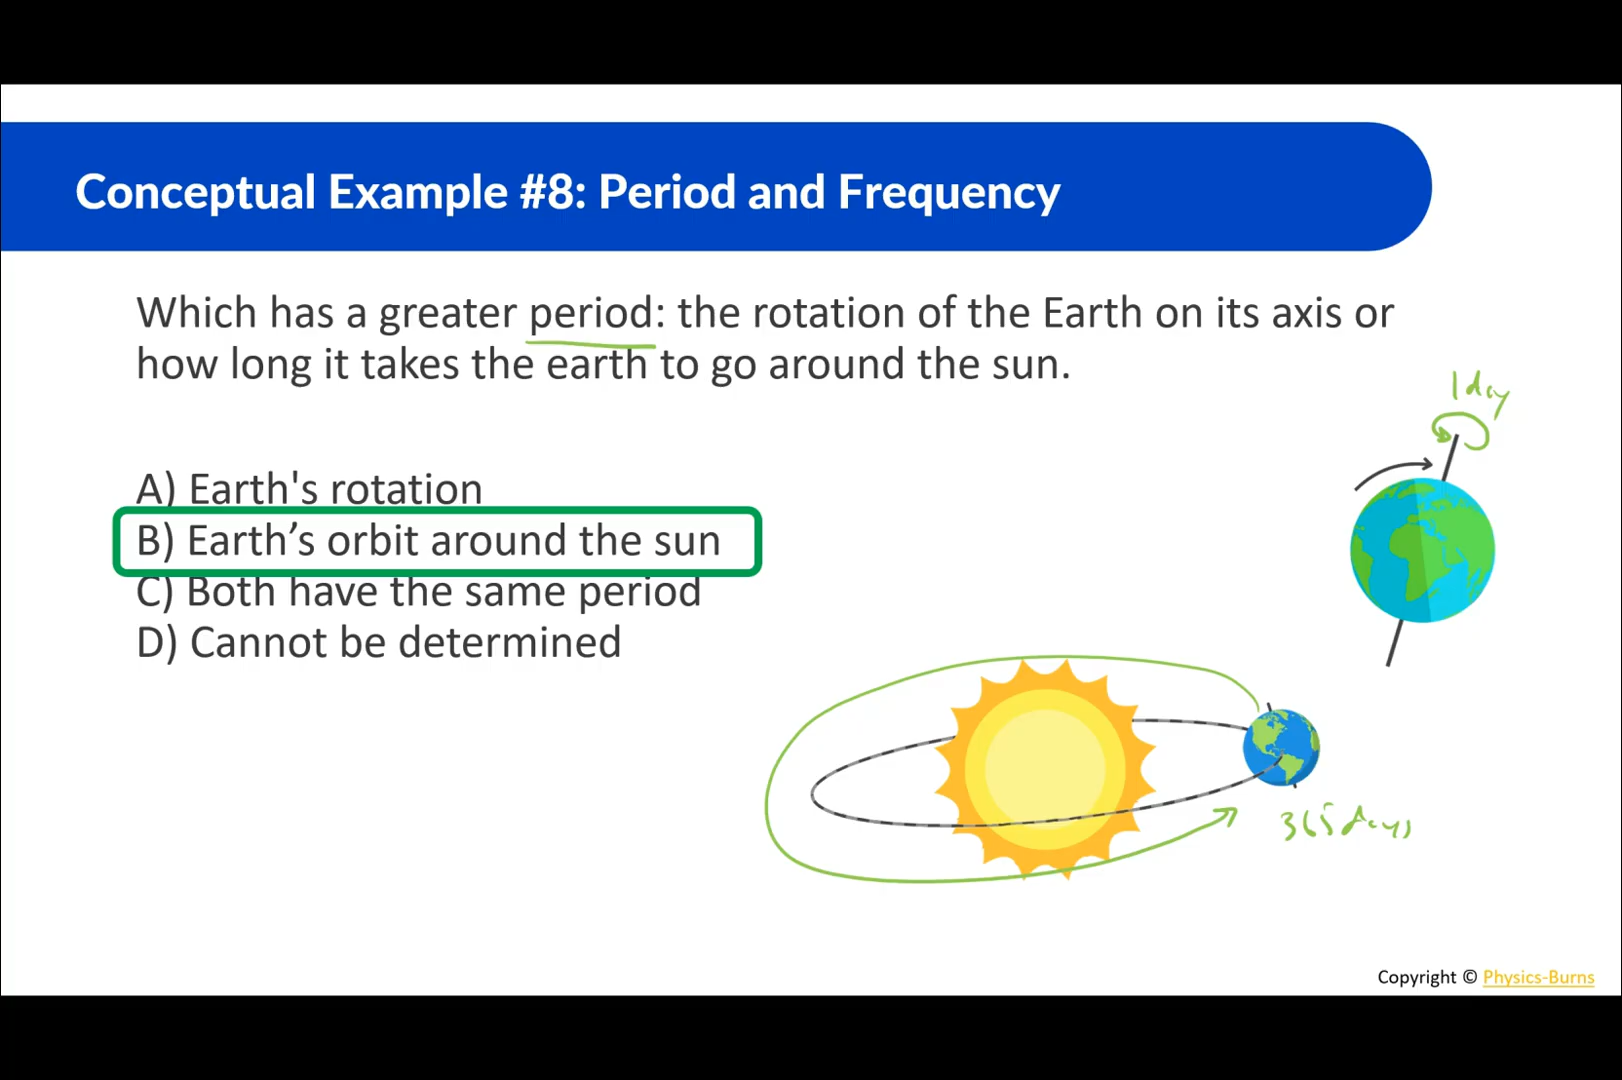 Conceptual Example #8: Period and Frequency
Which has a greater period: the rotation of the Earth on its axis or
how long it takes the earth to go around the sun.
1 day
A) Earth's rotation
B) Earth’s orbit around the sun
C) Both have the same period
D) Cannot be determined
365 days
Copyright © Physics-Burns